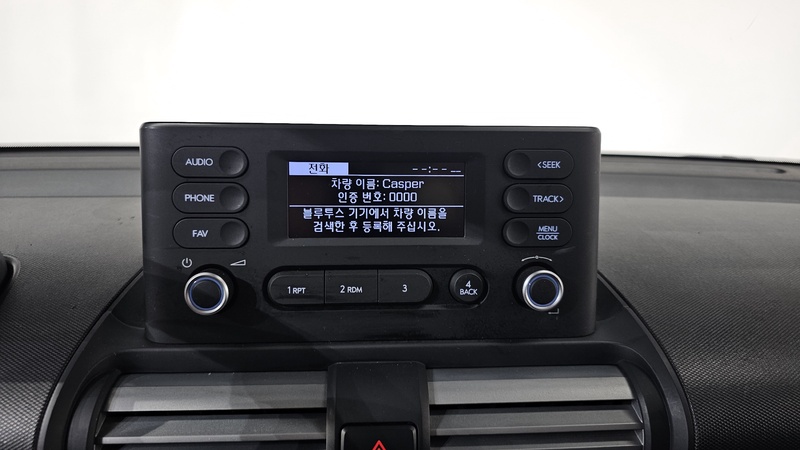 AUDIO
PHONE
FAV
전화 --:-- __
차량 이름: Casper
인증 번호: 0000
블루투스 기기에서 차량 이름을
검색한 후 등록해 주십시오.
<SEEK
TRACK>
MENU
CLOCK
1 RPT
2 RDM
3
4
BACK